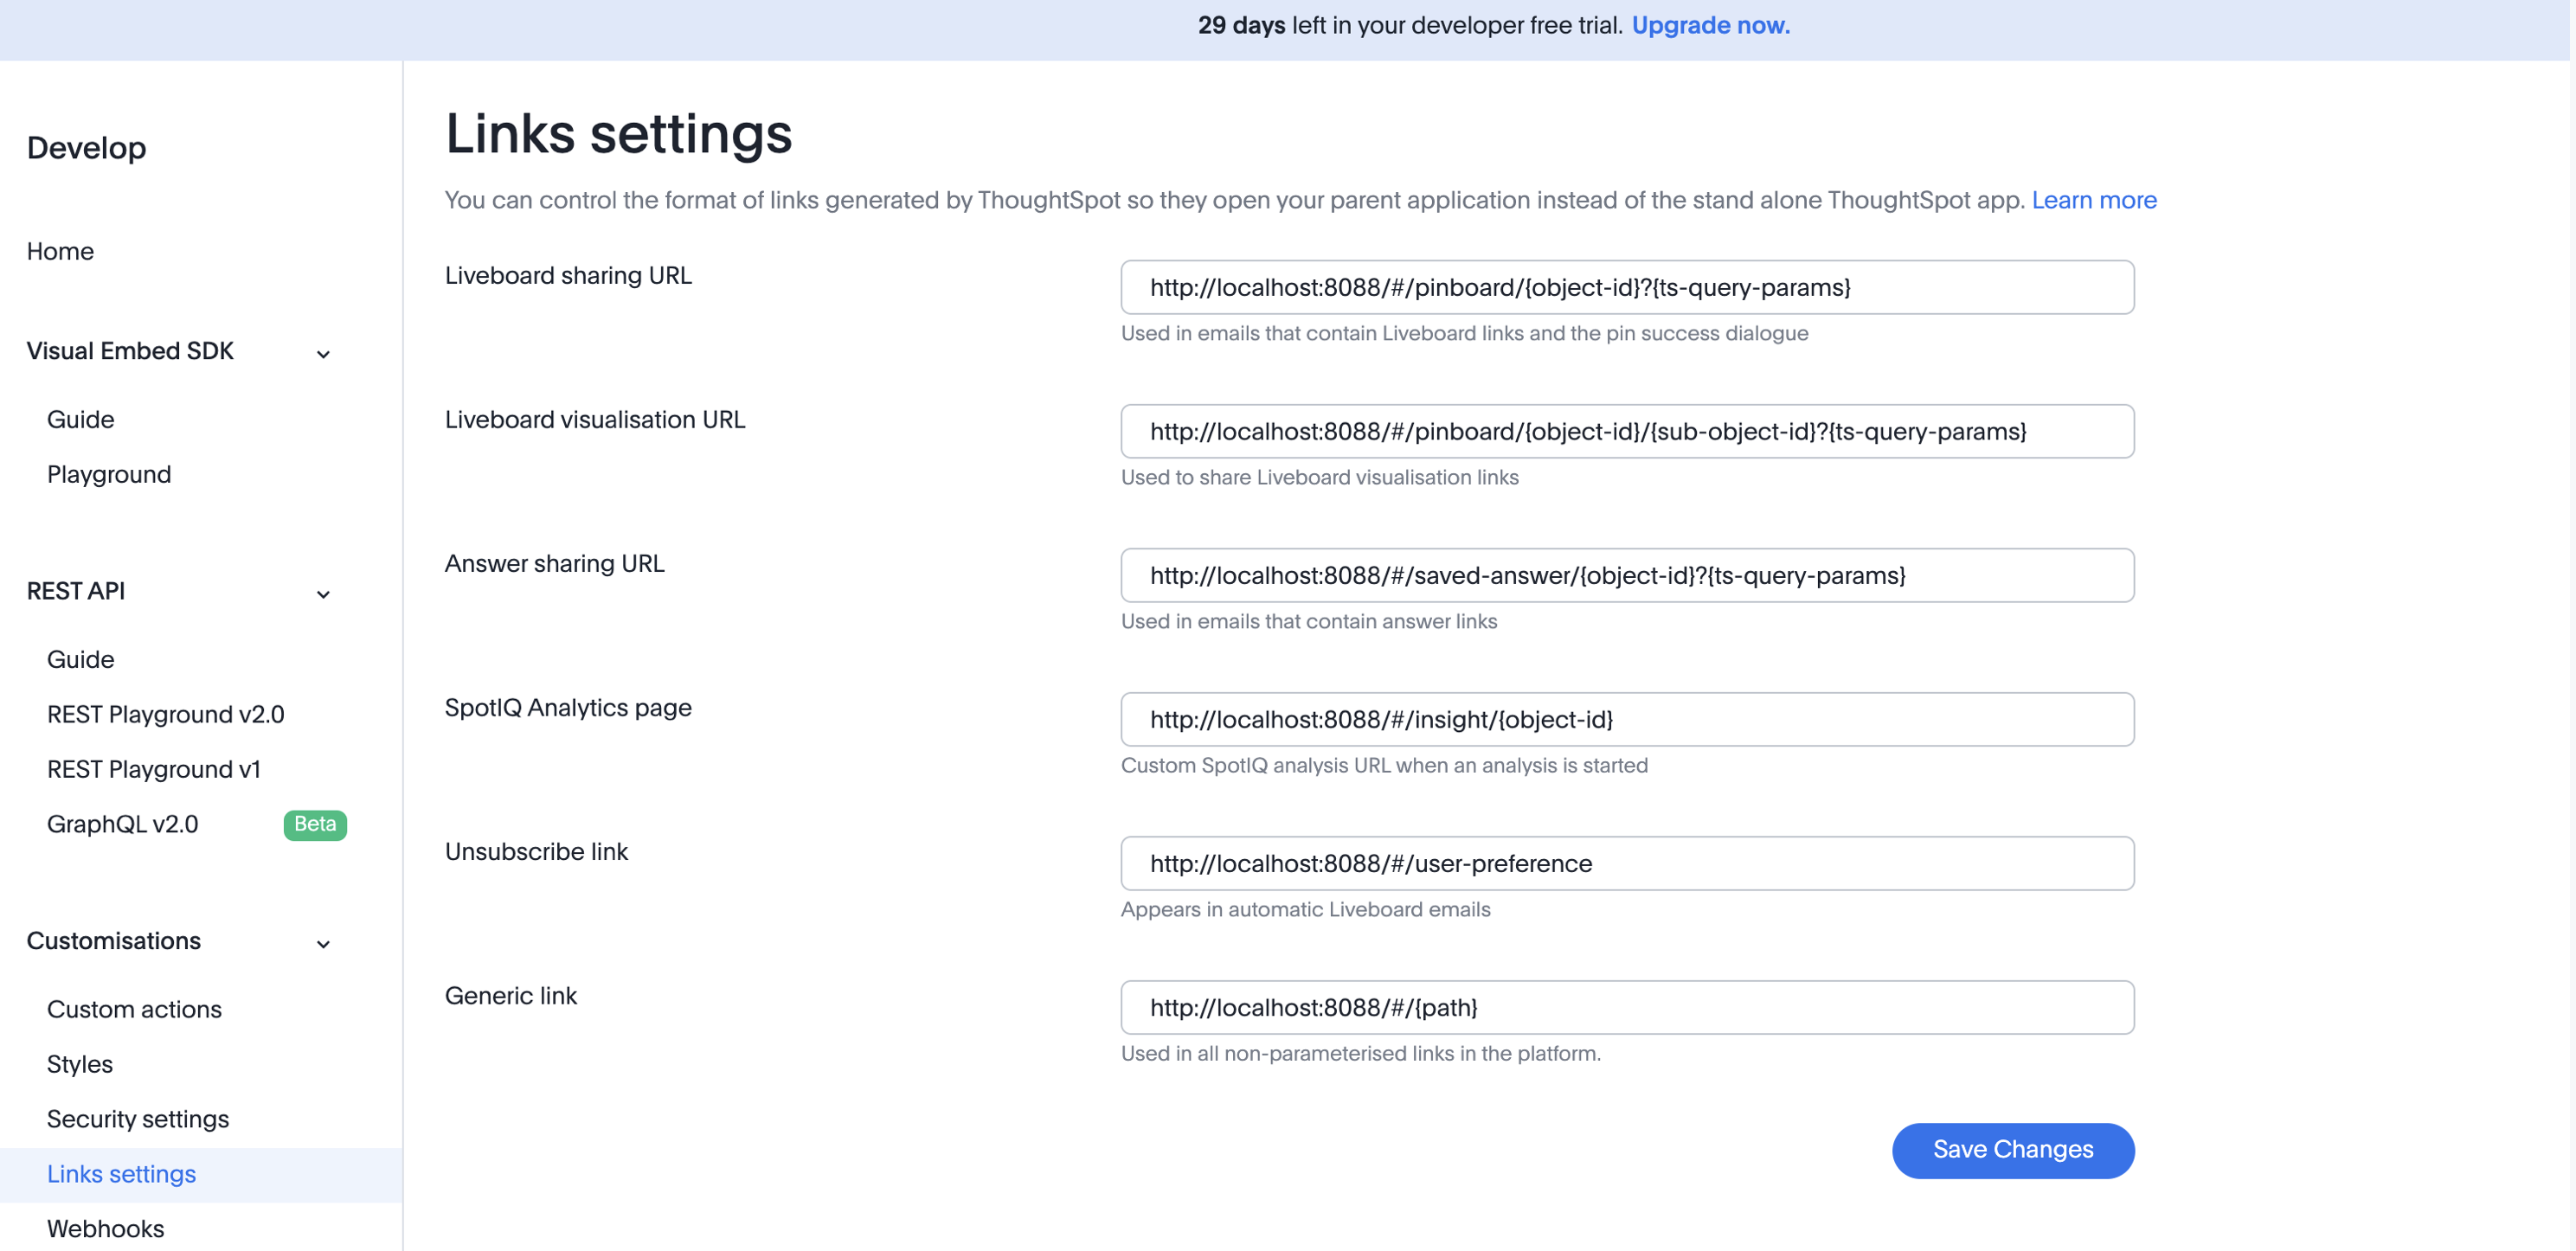 29 days left in your developer free trial. Upgrade now.
Develop
Home
Visual Embed SDK
Guide
Playground
REST API
Guide
REST Playground v2.0
REST Playground v1
GraphQL v2.0 Beta
Customisations
Custom actions
Styles
Security settings
Links settings
Webhooks
Links settings
You can control the format of links generated by ThoughtSpot so they open your parent application instead of the stand alone ThoughtSpot app. Learn more
Liveboard sharing URL
http://localhost:8088/#/pinboard/{object-id}?{ts-query-params}
Used in emails that contain Liveboard links and the pin success dialogue
Liveboard visualisation URL
http://localhost:8088/#/pinboard/{object-id}/{sub-object-id}?{ts-query-params}
Used to share Liveboard visualisation links
Answer sharing URL
http://localhost:8088/#/saved-answer/{object-id}?{ts-query-params}
Used in emails that contain answer links
SpotIQ Analytics page
http://localhost:8088/#/insight/{object-id}
Custom SpotIQ analysis URL when an analysis is started
Unsubscribe link
http://localhost:8088/#/user-preference
Appears in automatic Liveboard emails
Generic link
http://localhost:8088/#/{path}
Used in all non-parameterised links in the platform.
Save Changes